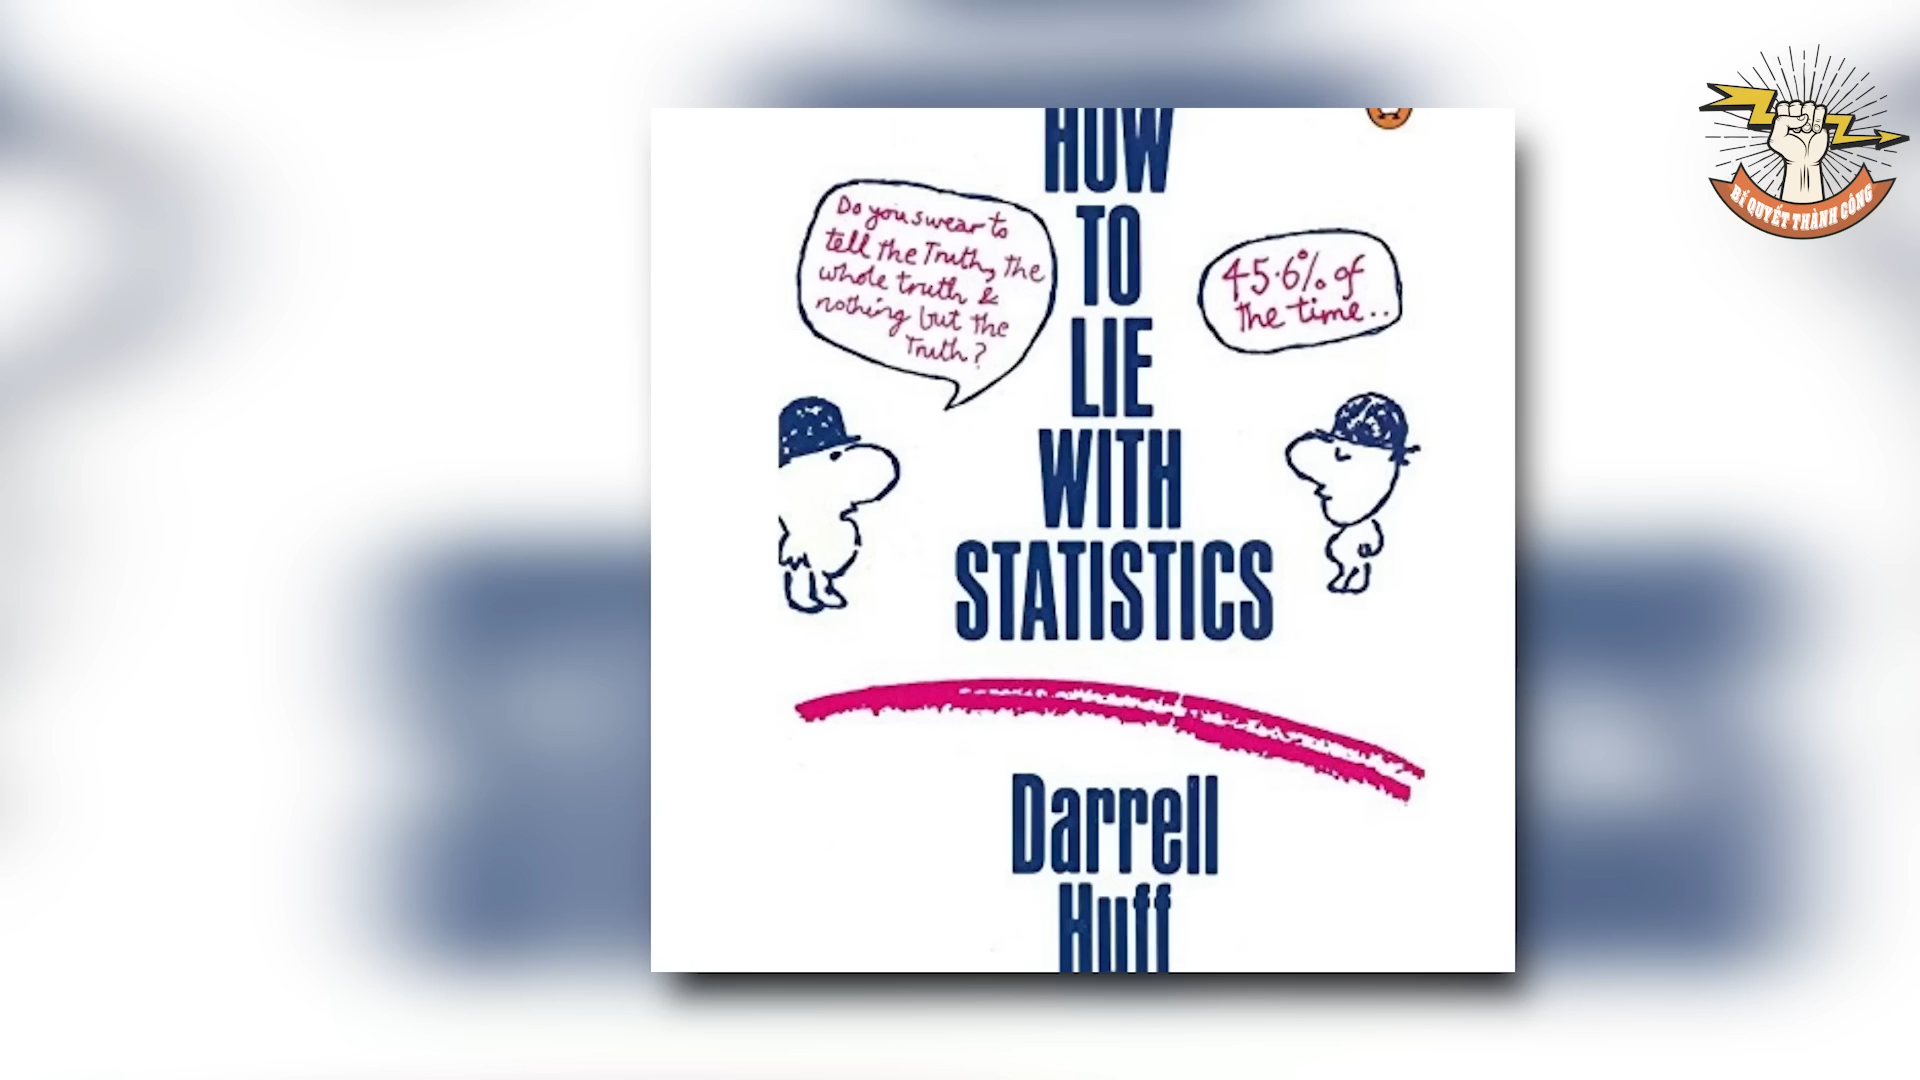 HOW
TO
LIE
WITH
STATISTICS
Do you swear to
tell the Truth, the
whole truth &
nothing but the
Truth?
45.6% of
the time..
Darrell
Huff
BÍ QUYẾT THÀNH CÔNG